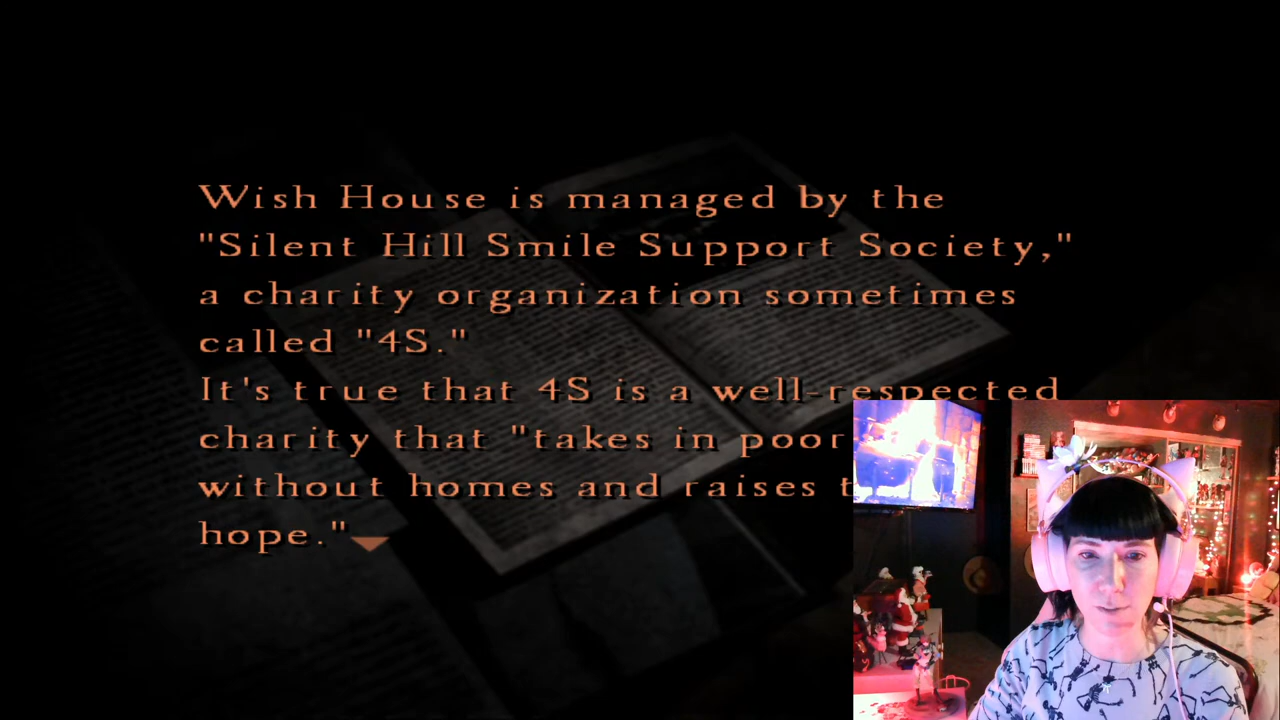 Wish House is managed by the
"Silent Hill Smile Support Society,"
a charity organization sometimes
called "4S."
It's true that 4S is a well-respected
charity that "takes in poor
without homes and raises
hope."